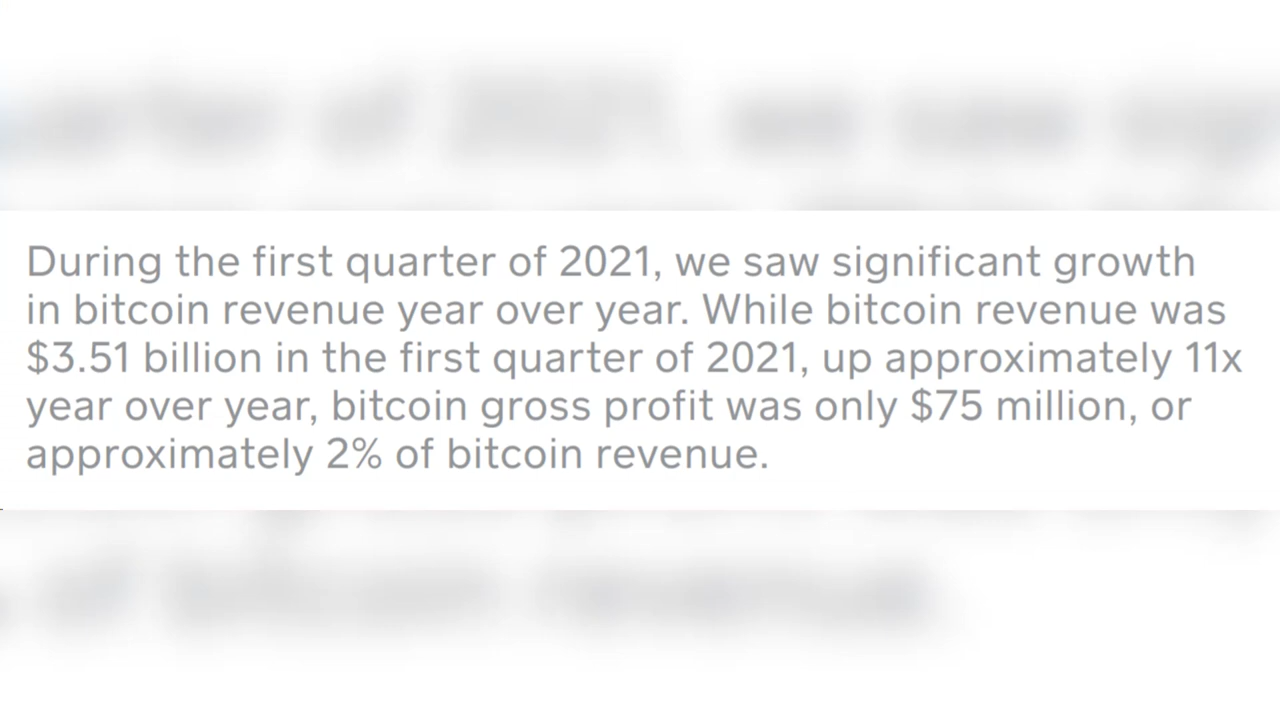 During the first quarter of 2021, we saw significant growth
in bitcoin revenue year over year. While bitcoin revenue was
$3.51 billion in the first quarter of 2021, up approximately 11x
year over year, bitcoin gross profit was only $75 million, or
approximately 2% of bitcoin revenue.